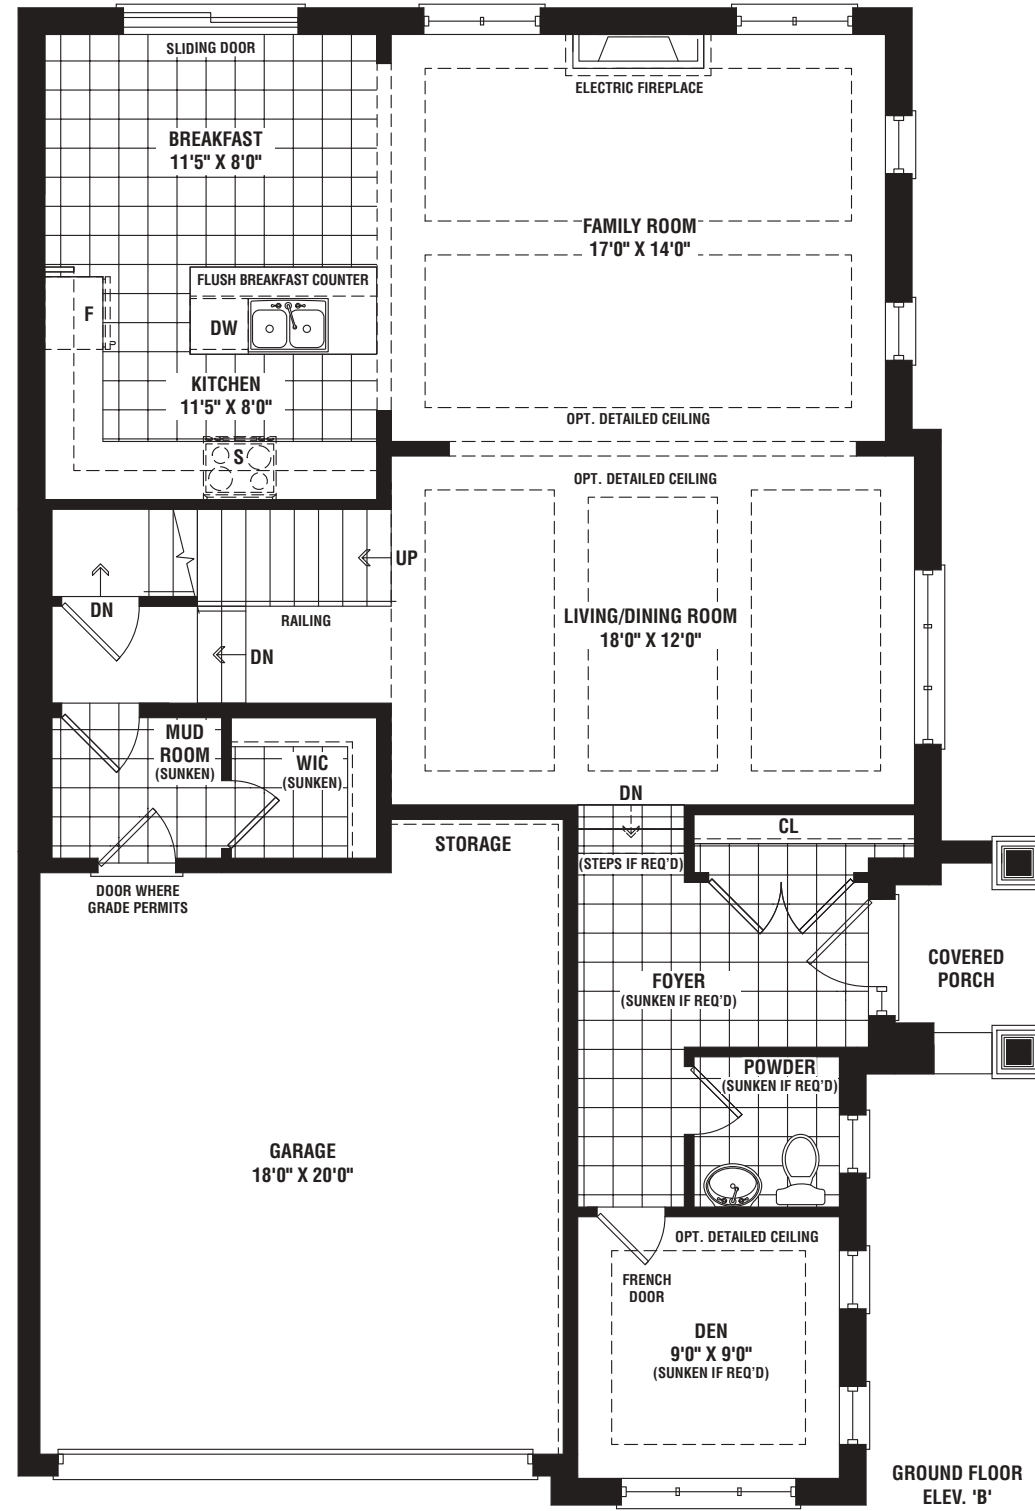 SLIDING DOOR
ELECTRIC FIREPLACE
BREAKFAST
11'5" X 8'0"
FAMILY ROOM
17'0" X 14'0"
FLUSH BREAKFAST COUNTER
F
DW
KITCHEN
11'5" X 8'0"
OPT. DETAILED CEILING
S
OPT. DETAILED CEILING
UP
DN
RAILING
LIVING/DINING ROOM
18'0" X 12'0"
DN
MUD
ROOM
(SUNKEN)
WIC
(SUNKEN)
DN
CL
STORAGE
(STEPS IF REQ'D)
DOOR WHERE
GRADE PERMITS
COVERED
PORCH
FOYER
(SUNKEN IF REQ'D)
POWDER
(SUNKEN IF REQ'D)
GARAGE
18'0" X 20'0"
OPT. DETAILED CEILING
FRENCH
DOOR
DEN
9'0" X 9'0"
(SUNKEN IF REQ'D)
GROUND FLOOR
ELEV. 'B'